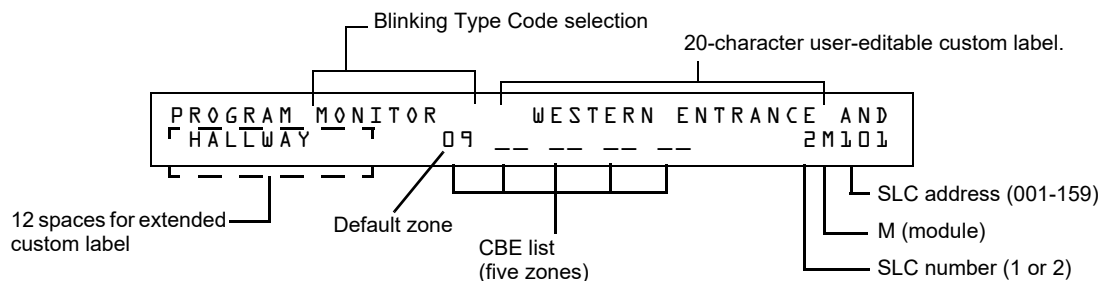 Blinking Type Code selection
20-character user-editable custom label.
PROGRAM MONITOR WESTERN ENTRANCE AND
HALLWAY 09 __ __ __ __ 2M101
12 spaces for extended
custom label
Default zone
CBE list
(five zones)
SLC address (001-159)
M (module)
SLC number (1 or 2)